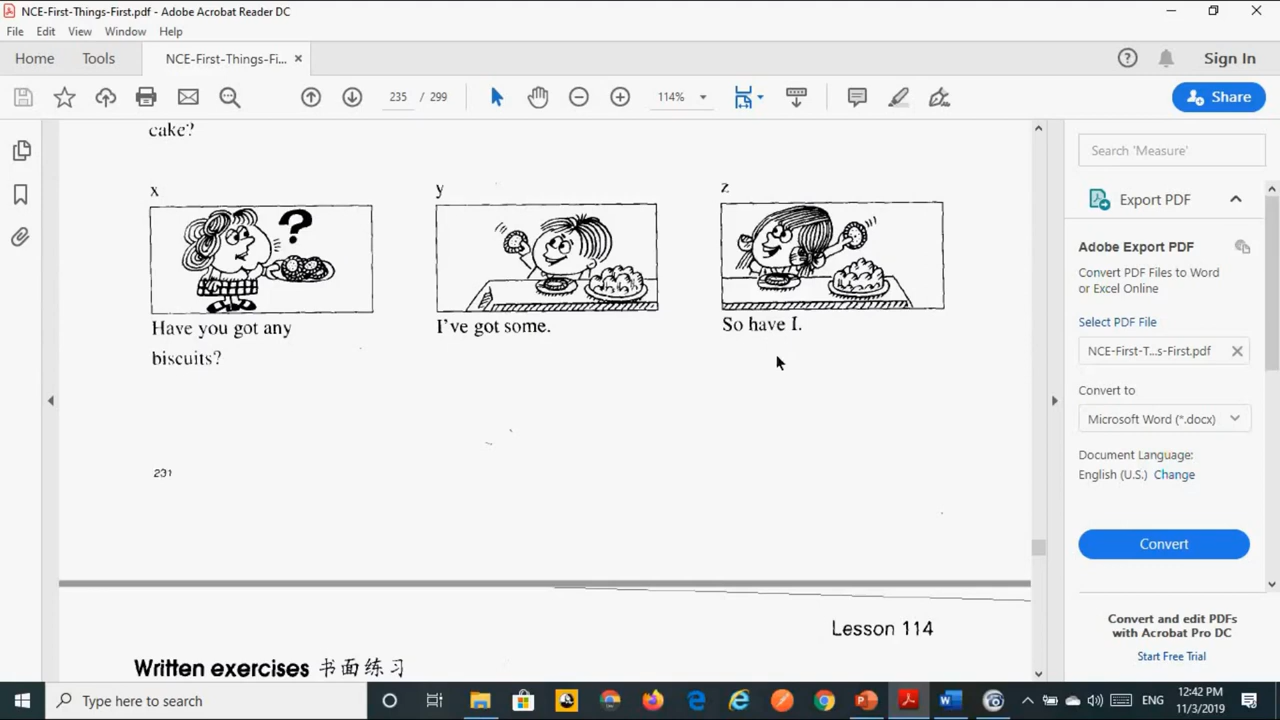 NCE-First-Things-First.pdf - Adobe Acrobat Reader DC
File Edit View Window Help
Home Tools NCE-First-Things-Fi... × Sign In
235 / 299 114% Share
cake?
x y z
?
Have you got any
biscuits?
I've got some.
So have I.
231
Lesson 114
Written exercises 书面练习
Search 'Measure'
Export PDF
Adobe Export PDF
Convert PDF Files to Word
or Excel Online
Select PDF File
NCE-First-T...s-First.pdf
Convert to
Microsoft Word (*.docx)
Document Language:
English (U.S.) Change
Convert
Convert and edit PDFs
with Acrobat Pro DC
Start Free Trial
Type here to search
ENG
12:42 PM
11/3/2019